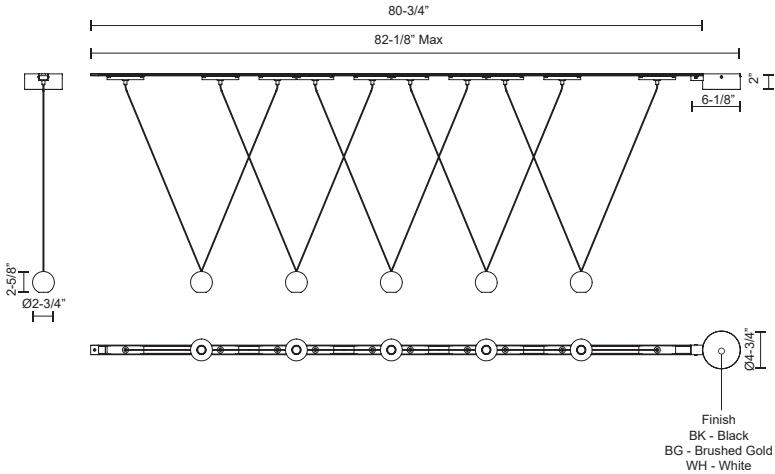 80-3/4”
82-1/8” Max
2”
6-1/8”
2-5/8”
Ø2-3/4”
Ø4-3/4”
Finish
BK - Black
BG - Brushed Gold
WH - White